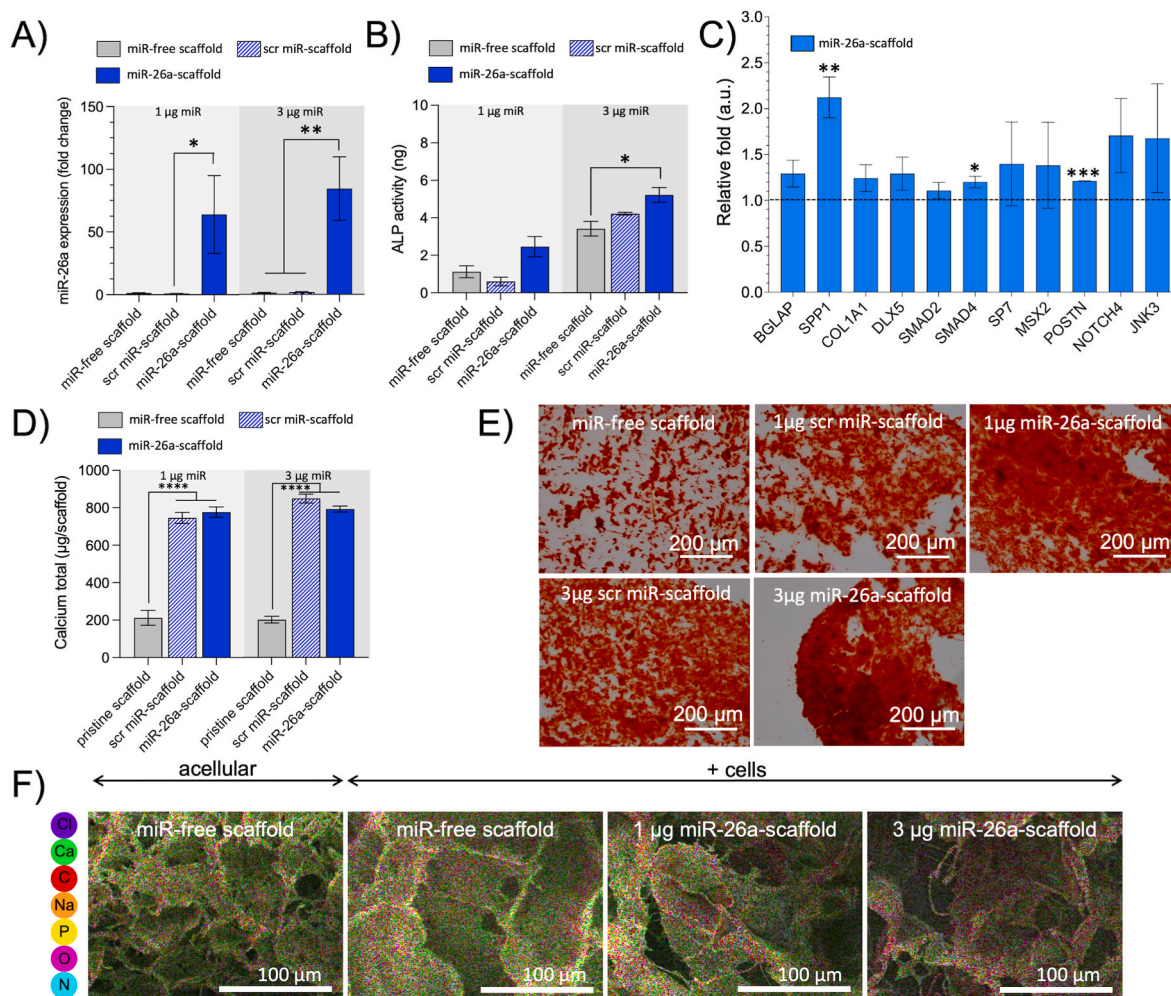 A)
miR-free scaffold
scr miR-scaffold
miR-26a-scaffold
miR-26a expression (fold change)
150
100
75
50
25
0
1 µg miR
3 µg miR
*
**
miR-free scaffold
scr miR-scaffold
miR-26a-scaffold
miR-free scaffold
scr miR-scaffold
miR-26a-scaffold
B)
miR-free scaffold
scr miR-scaffold
miR-26a-scaffold
ALP activity (ng)
10
8
6
4
2
0
1 µg miR
3 µg miR
*
miR-free scaffold
scr miR-scaffold
miR-26a-scaffold
miR-free scaffold
scr miR-scaffold
miR-26a-scaffold
C)
miR-26a-scaffold
Relative fold (a.u.)
3.0
2.5
2.0
1.5
1.0
0.5
0.0
**
*
***
BGLAP
SPP1
COL1A1
DLX5
SMAD2
SMAD4
SP7
MSX2
POSTN
NOTCH4
JNK3
D)
miR-free scaffold
scr miR-scaffold
miR-26a-scaffold
Calcium total (µg/scaffold)
1000
800
600
400
200
0
1 µg miR
3 µg miR
****
****
pristine scaffold
scr miR-scaffold
miR-26a-scaffold
pristine scaffold
scr miR-scaffold
miR-26a-scaffold
E)
miR-free scaffold
200 µm
1µg scr miR-scaffold
200 µm
1µg miR-26a-scaffold
200 µm
3µg scr miR-scaffold
200 µm
3µg miR-26a-scaffold
200 µm
F)
acellular
+ cells
Cl
Ca
C
Na
P
O
N
miR-free scaffold
100 µm
miR-free scaffold
100 µm
1 µg miR-26a-scaffold
100 µm
3 µg miR-26a-scaffold
100 µm